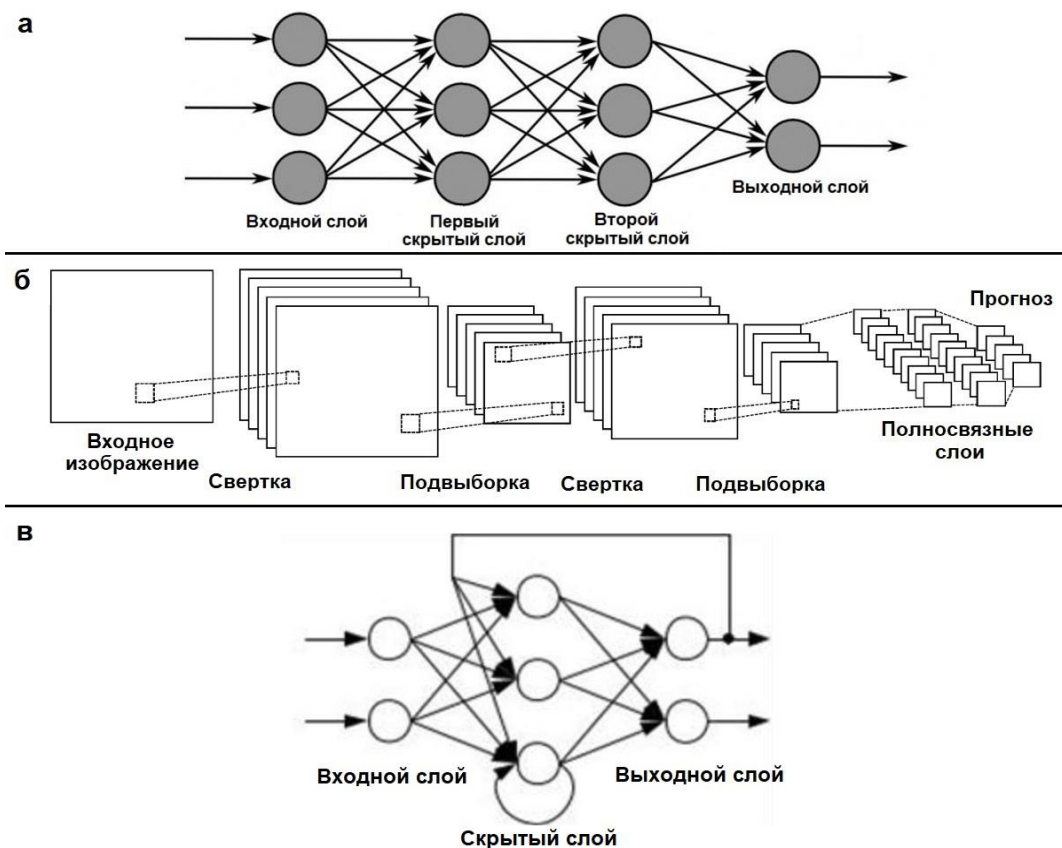 а
Входной слой
Первый
скрытый слой
Второй
скрытый слой
Выходной слой
б
Входное
изображение
Свертка
Подвыборка
Свертка
Подвыборка
Полносвязные
слои
Прогноз
в
Входной слой
Скрытый слой
Выходной слой